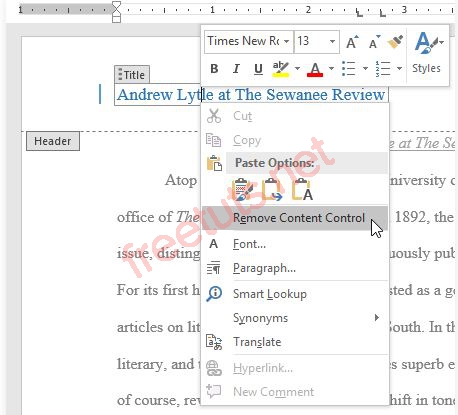 1 1 2 3
Times New Ro 13 A A A
B I U A Styles
Title
Andrew Lytle at The Sewanee Review
Cut
Header
Copy
e at The Se
Paste Options:
Atop niversity
office of The 1892, the
Remove Content Control
issue, disting uously pub
A Font...
¶ Paragraph...
For its first h sted as a go
Smart Lookup
articles on lit South. In th
Synonyms
Translate
literary, and t s superb e
Hyperlink...
of course, rev hift in tone
New Comment
freetuts.net